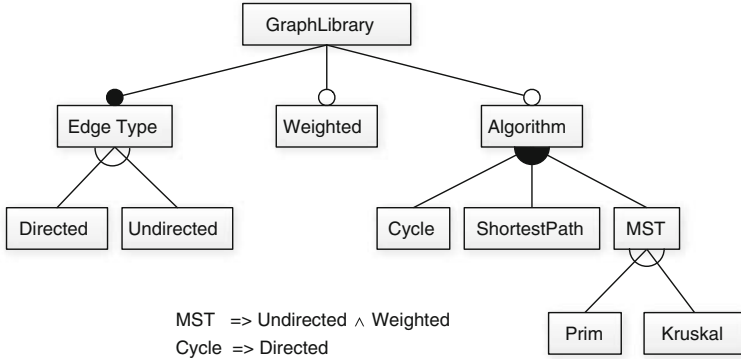 GraphLibrary
Edge Type
Weighted
Algorithm
Directed
Undirected
Cycle
ShortestPath
MST
Prim
Kruskal
MST => Undirected ∧ Weighted
Cycle => Directed